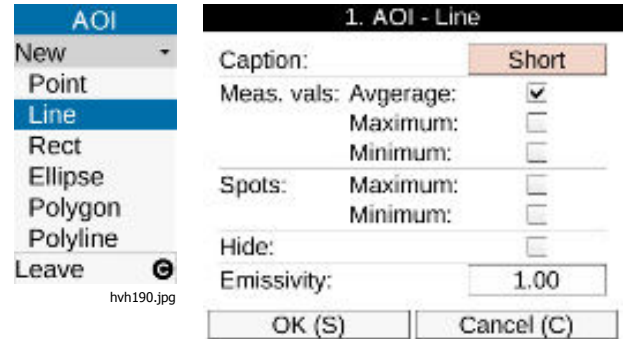 AOI
New
Point
Line
Rect
Ellipse
Polygon
Polyline
Leave C
hvh190.jpg
1. AOI - Line
Caption: Short
Meas. vals: Avgerage:
Maximum:
Minimum:
Spots: Maximum:
Minimum:
Hide:
Emissivity: 1.00
OK (S) Cancel (C)